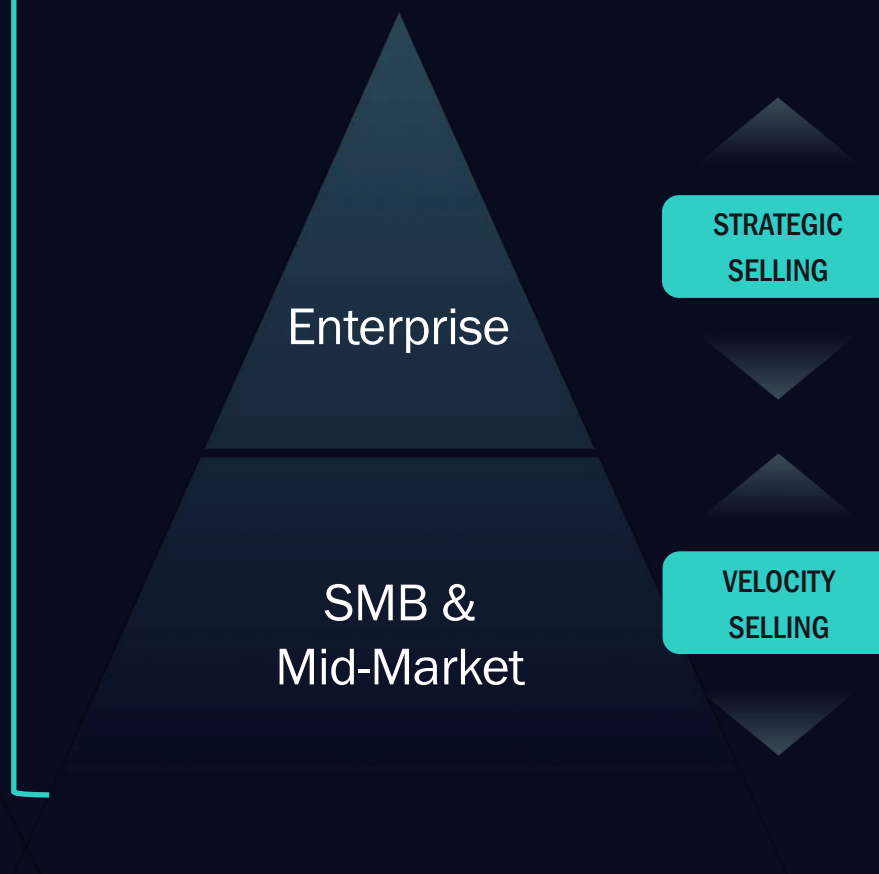 STRATEGIC
SELLING
Enterprise
VELOCITY
SELLING
SMB &
Mid-Market